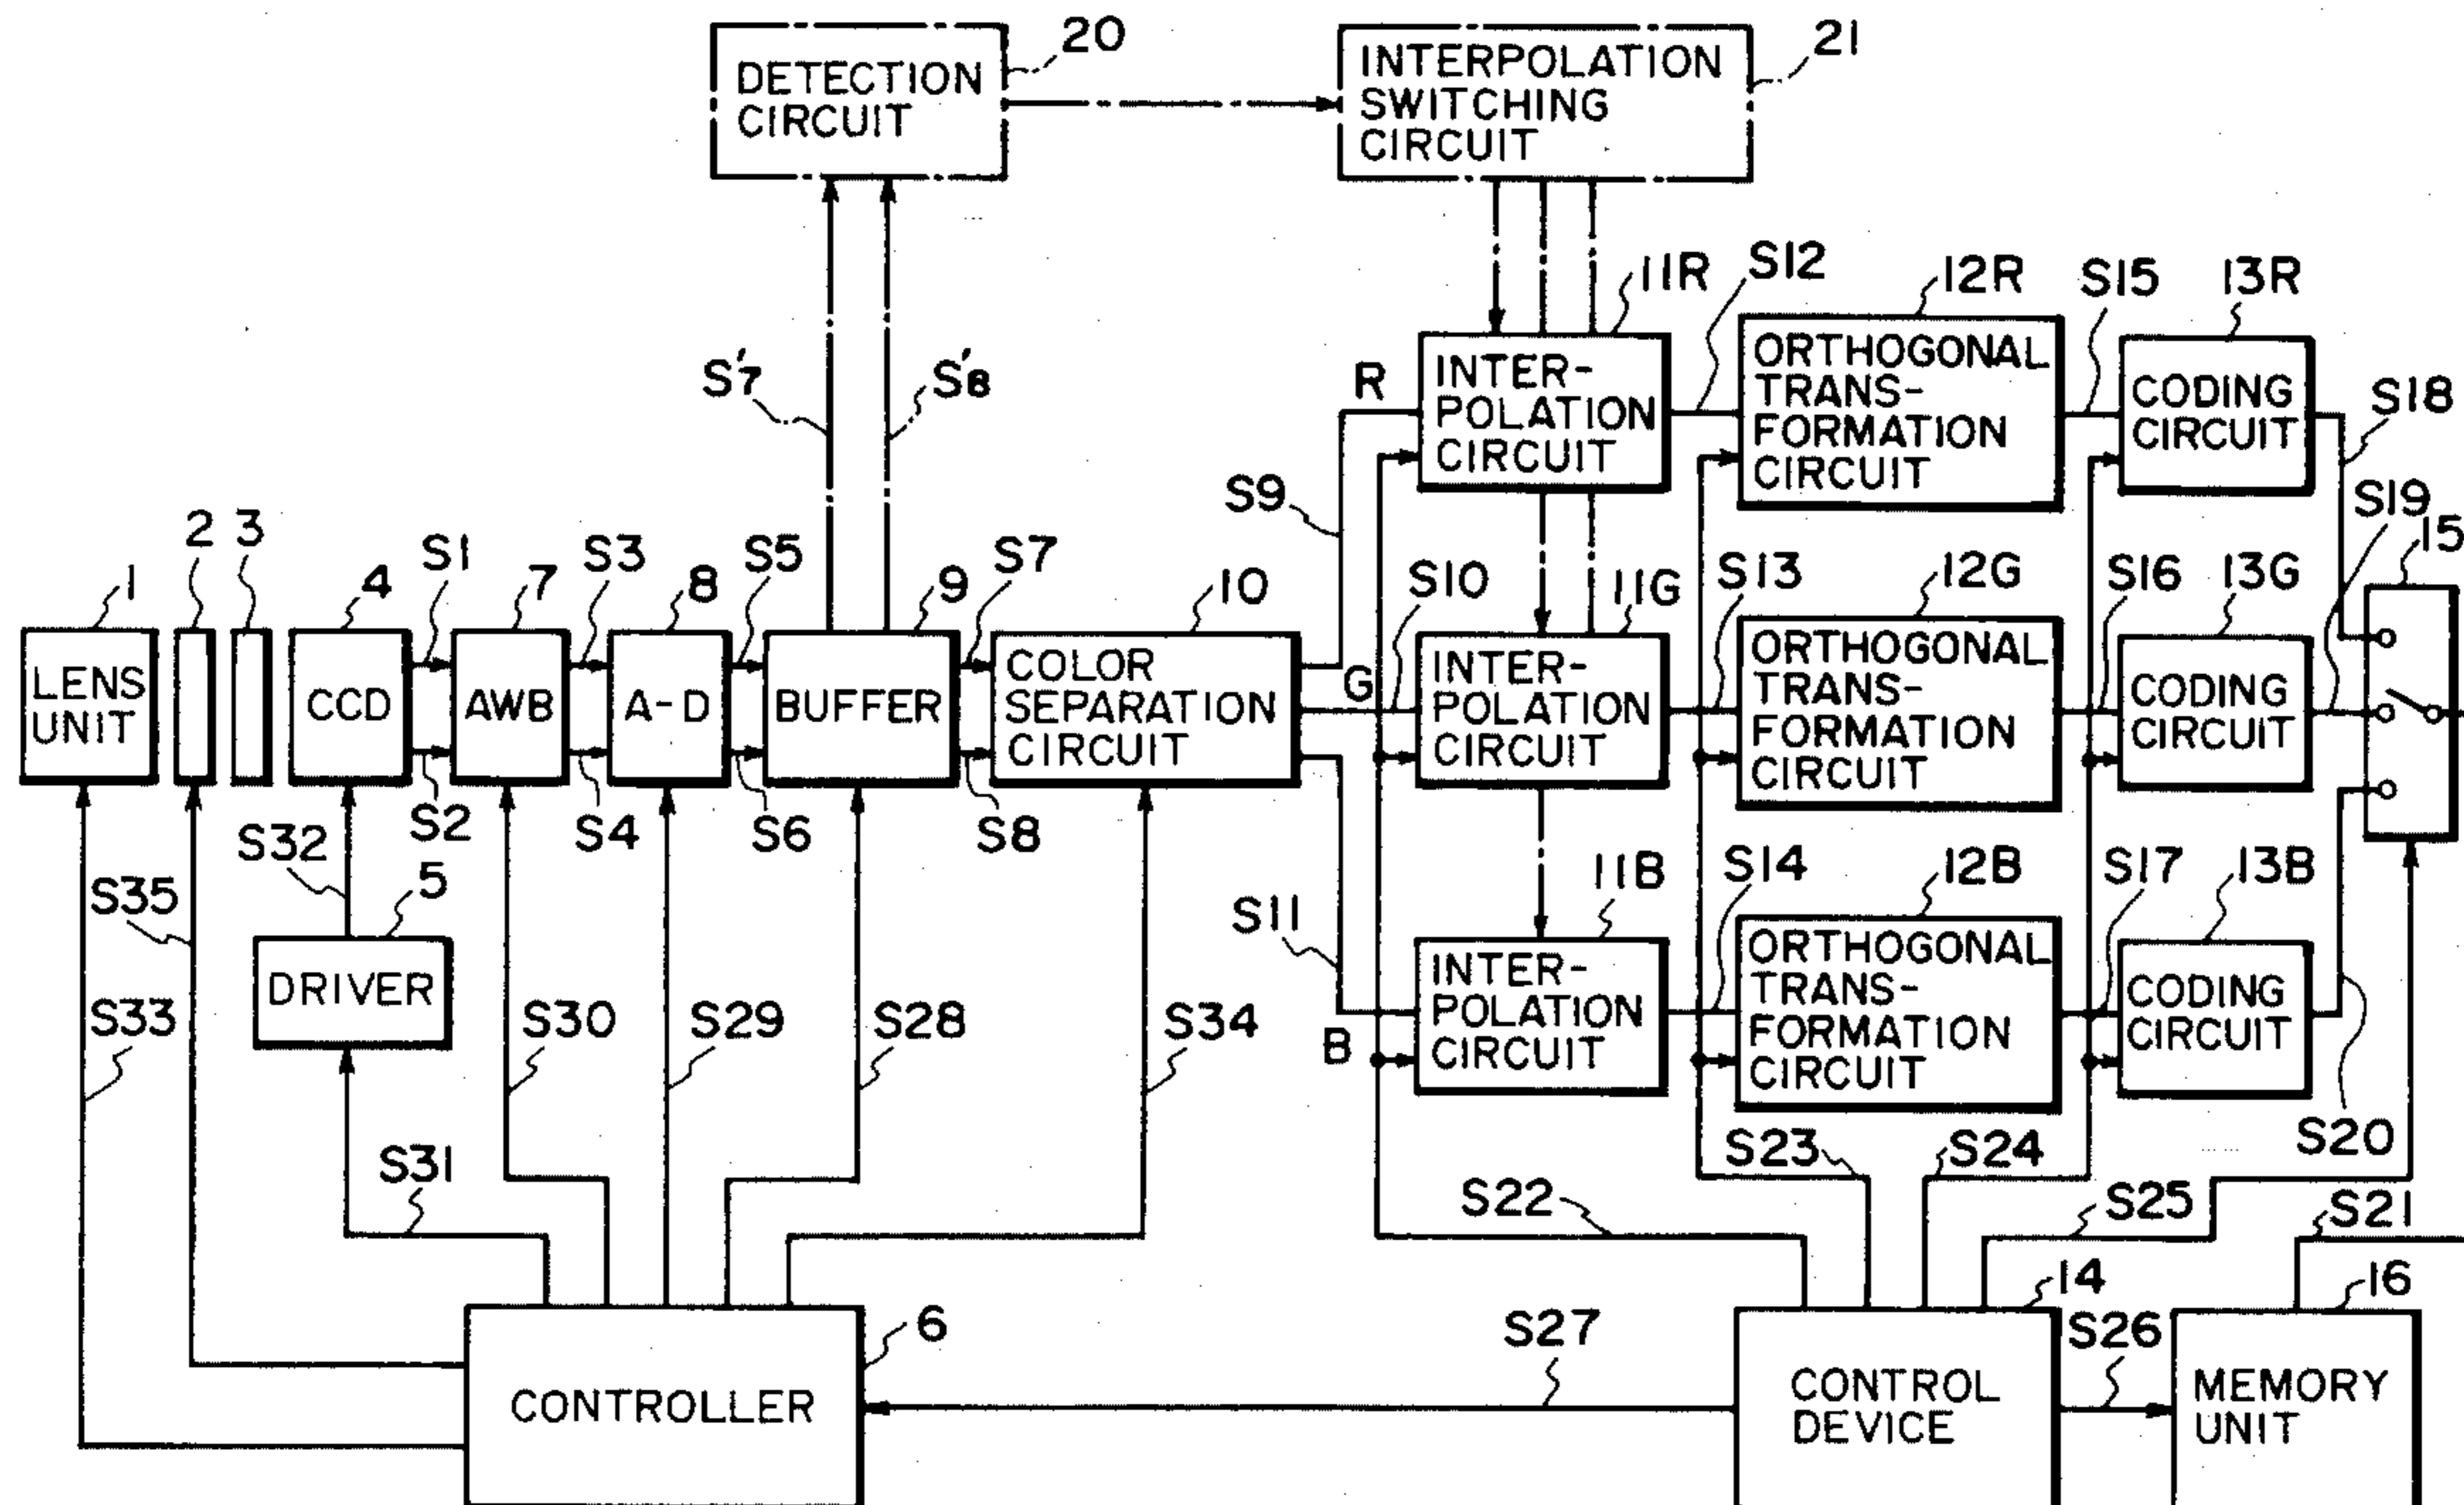 20
21
DETECTION
CIRCUIT
INTERPOLATION
SWITCHING
CIRCUIT
S'7
S'8
11R
S12
12R
S15
13R
R
INTER-
POLATION
CIRCUIT
ORTHOGONAL
TRANS-
FORMATION
CIRCUIT
CODING
CIRCUIT
S18
S9
S19
15
1
2
3
4
S1
7
S3
8
S5
9
S7
10
S10
11G
S13
12G
S16
13G
LENS
UNIT
CCD
AWB
A-D
BUFFER
COLOR
SEPARATION
CIRCUIT
G
INTER-
POLATION
CIRCUIT
ORTHOGONAL
TRANS-
FORMATION
CIRCUIT
CODING
CIRCUIT
S2
S4
S6
S8
S32
S35
5
DRIVER
S33
S30
S29
S28
S34
S31
S11
11B
S14
12B
S17
13B
B
INTER-
POLATION
CIRCUIT
ORTHOGONAL
TRANS-
FORMATION
CIRCUIT
CODING
CIRCUIT
S20
S22
S23
S24
S25
S21
6
CONTROLLER
S27
14
CONTROL
DEVICE
S26
16
MEMORY
UNIT